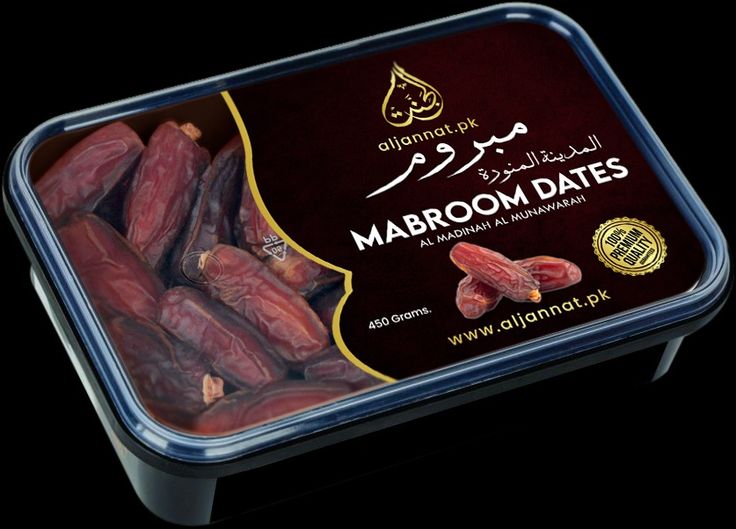 الجنت
aljannat.pk
مبروم
المدينة المنورة
MABROOM DATES
AL MADINAH AL MUNAWARAH
100%
PREMIUM
QUALITY
450 Grams.
www.aljannat.pk